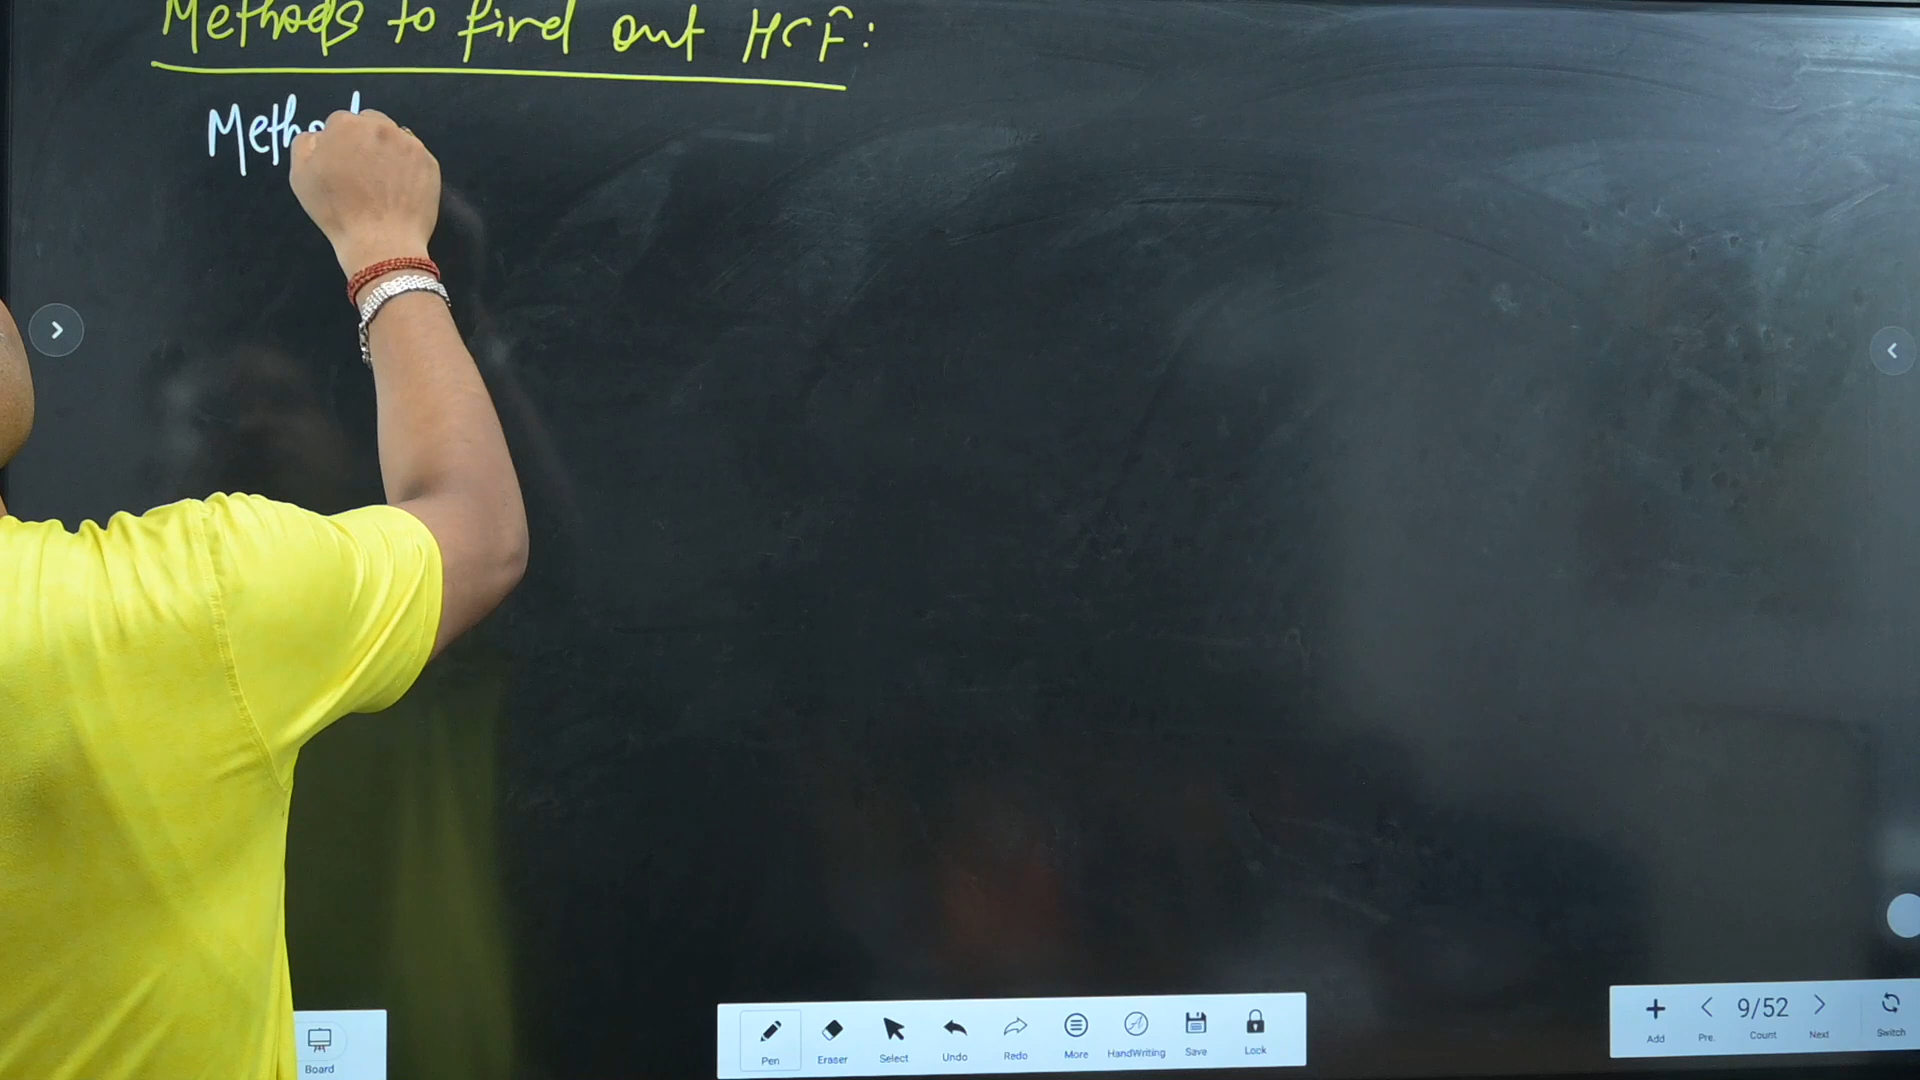 Methods to find out HCF:
Method
Board
Pen
Eraser
Select
Undo
Redo
More
HandWriting
Save
Lock
Add
Pre.
9/52
Count
Next
Switch